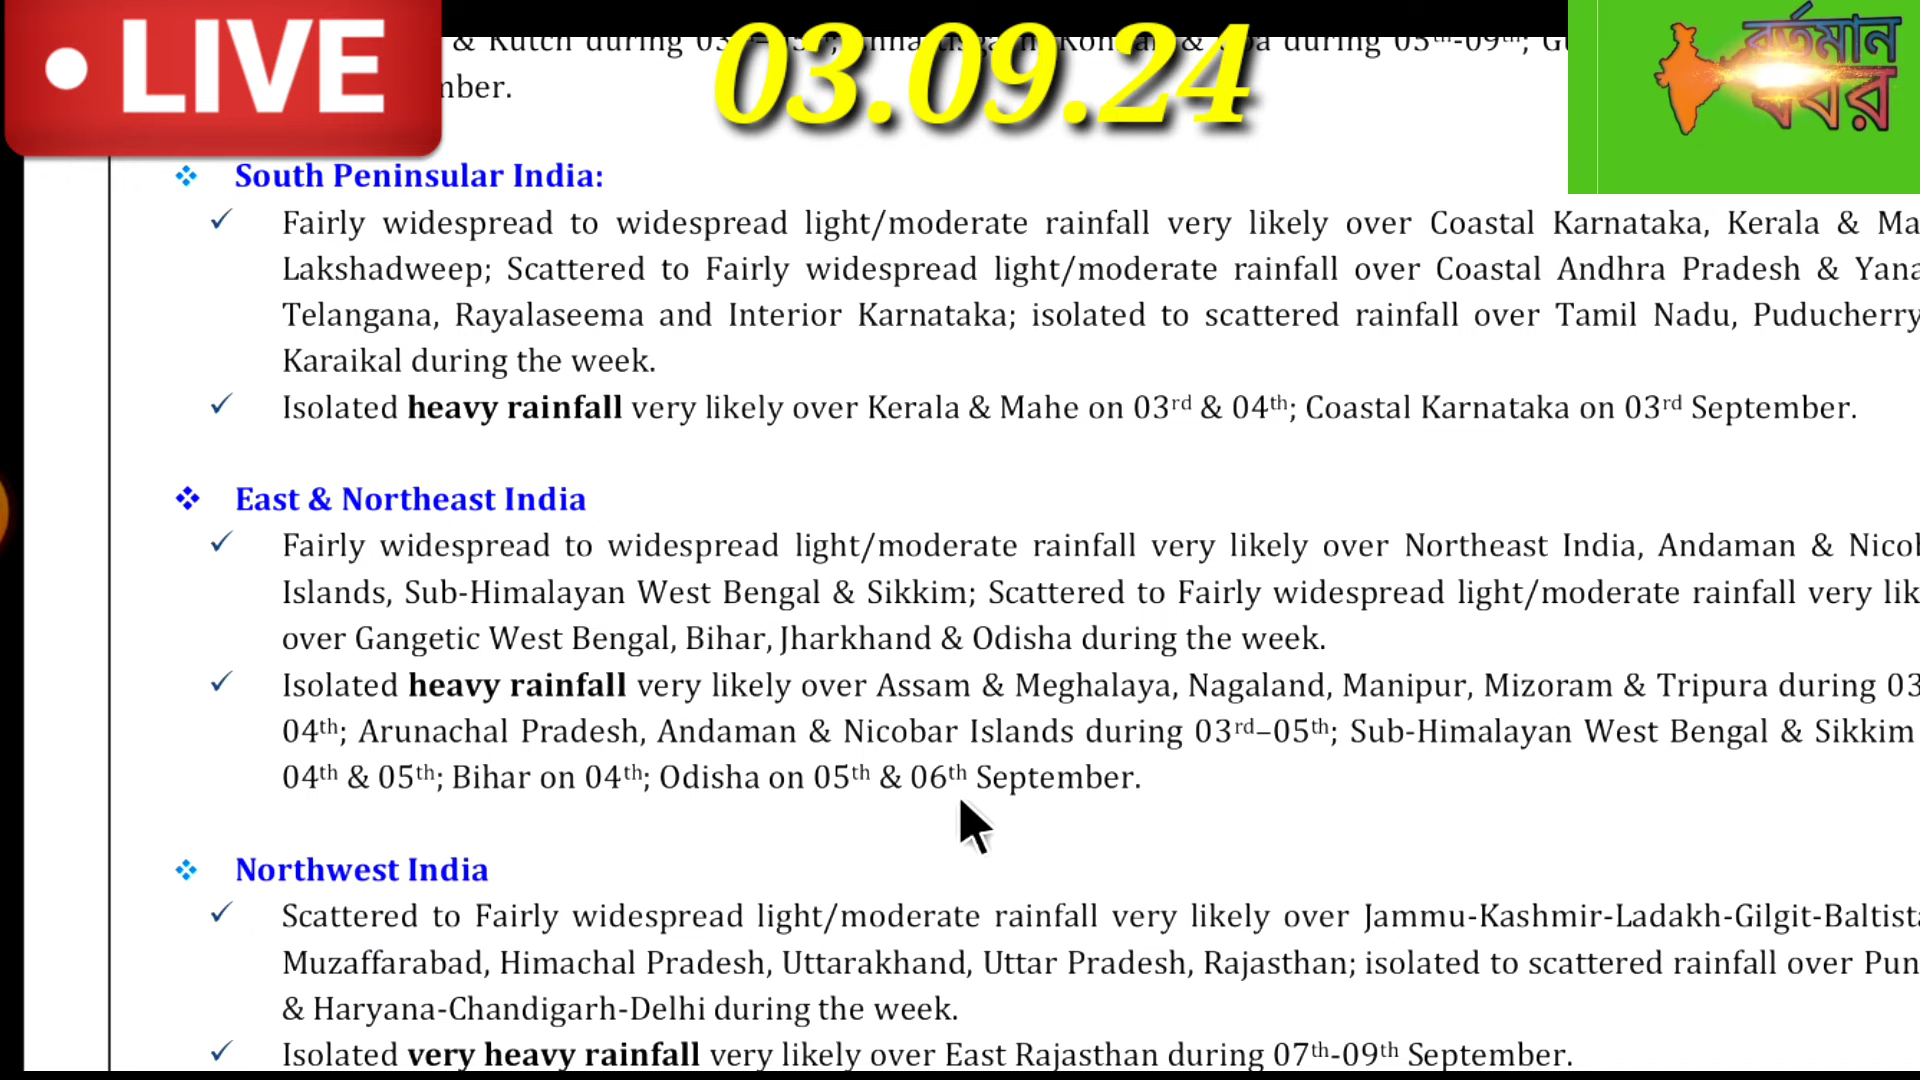 LIVE
03.09.24
বর্তমান
খবর
& Kutch during
& during 05th-09th;
South Peninsular India:
✓ Fairly widespread to widespread light/moderate rainfall very likely over Coastal Karnataka, Kerala &
Lakshadweep; Scattered to Fairly widespread light/moderate rainfall over Coastal Andhra Pradesh &
Telangana, Rayalaseema and Interior Karnataka; isolated to scattered rainfall over Tamil Nadu, Puducherry
Karaikal during the week.
✓ Isolated heavy rainfall very likely over Kerala & Mahe on 03rd & 04th; Coastal Karnataka on 03rd September.
East & Northeast India
✓ Fairly widespread to widespread light/moderate rainfall very likely over Northeast India, Andaman &
Islands, Sub-Himalayan West Bengal & Sikkim; Scattered to Fairly widespread light/moderate rainfall very
over Gangetic West Bengal, Bihar, Jharkhand & Odisha during the week.
✓ Isolated heavy rainfall very likely over Assam & Meghalaya, Nagaland, Manipur, Mizoram & Tripura during 03
04th; Arunachal Pradesh, Andaman & Nicobar Islands during 03rd–05th; Sub-Himalayan West Bengal & Sikkim
04th & 05th; Bihar on 04th; Odisha on 05th & 06th September.
Northwest India
✓ Scattered to Fairly widespread light/moderate rainfall very likely over Jammu-Kashmir-Ladakh-Gilgit-
Muzaffarabad, Himachal Pradesh, Uttarakhand, Uttar Pradesh, Rajasthan; isolated to scattered rainfall over
& Haryana-Chandigarh-Delhi during the week.
✓ Isolated very heavy rainfall very likely over East Rajasthan during 07th-09th September.